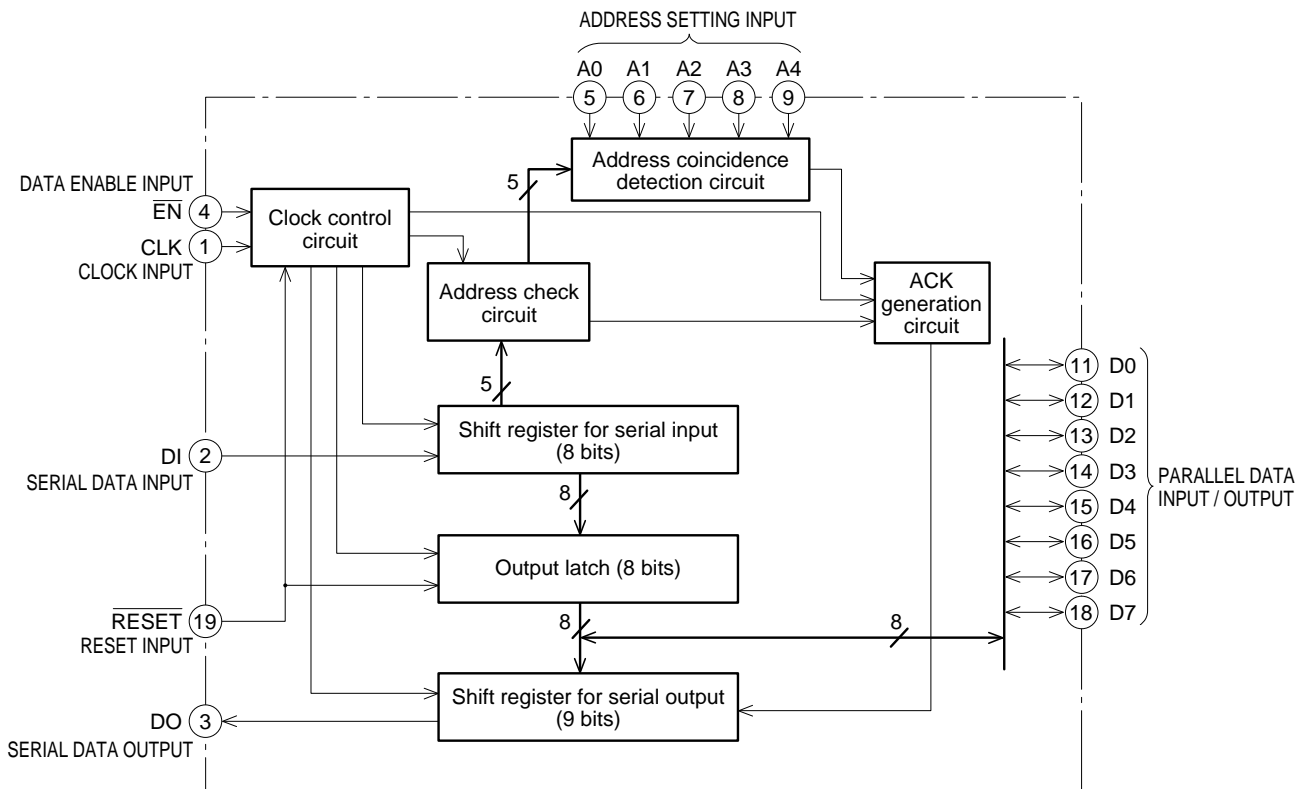 ADDRESS SETTING INPUT
A0 A1 A2 A3 A4
5 6 7 8 9
Address coincidence
detection circuit
5
DATA ENABLE INPUT
EN 4
CLK 1
CLOCK INPUT
Clock control
circuit
Address check
circuit
ACK
generation
circuit
5
Shift register for serial input
(8 bits)
DI 2
SERIAL DATA INPUT
8
Output latch (8 bits)
RESET 19
RESET INPUT
8
8
Shift register for serial output
(9 bits)
DO 3
SERIAL DATA OUTPUT
11 D0
12 D1
13 D2
14 D3
15 D4
16 D5
17 D6
18 D7
PARALLEL DATA
INPUT / OUTPUT